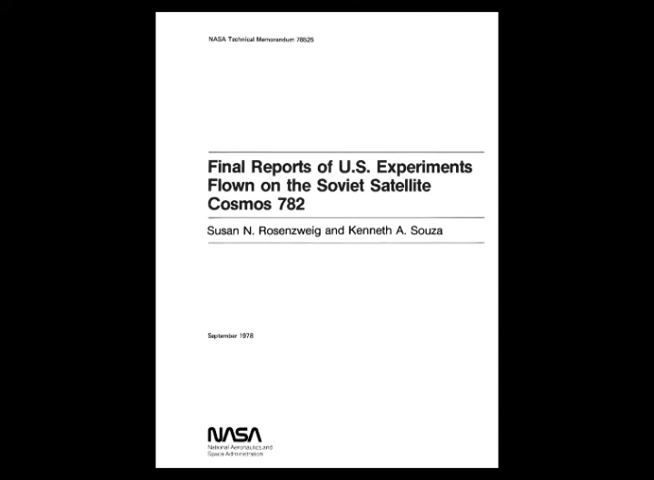 NASA Technical Memorandum 78525
Final Reports of U.S. Experiments
Flown on the Soviet Satellite
Cosmos 782
Susan N. Rosenzweig and Kenneth A. Souza
September 1978
NASA
National Aeronautics and
Space Administration